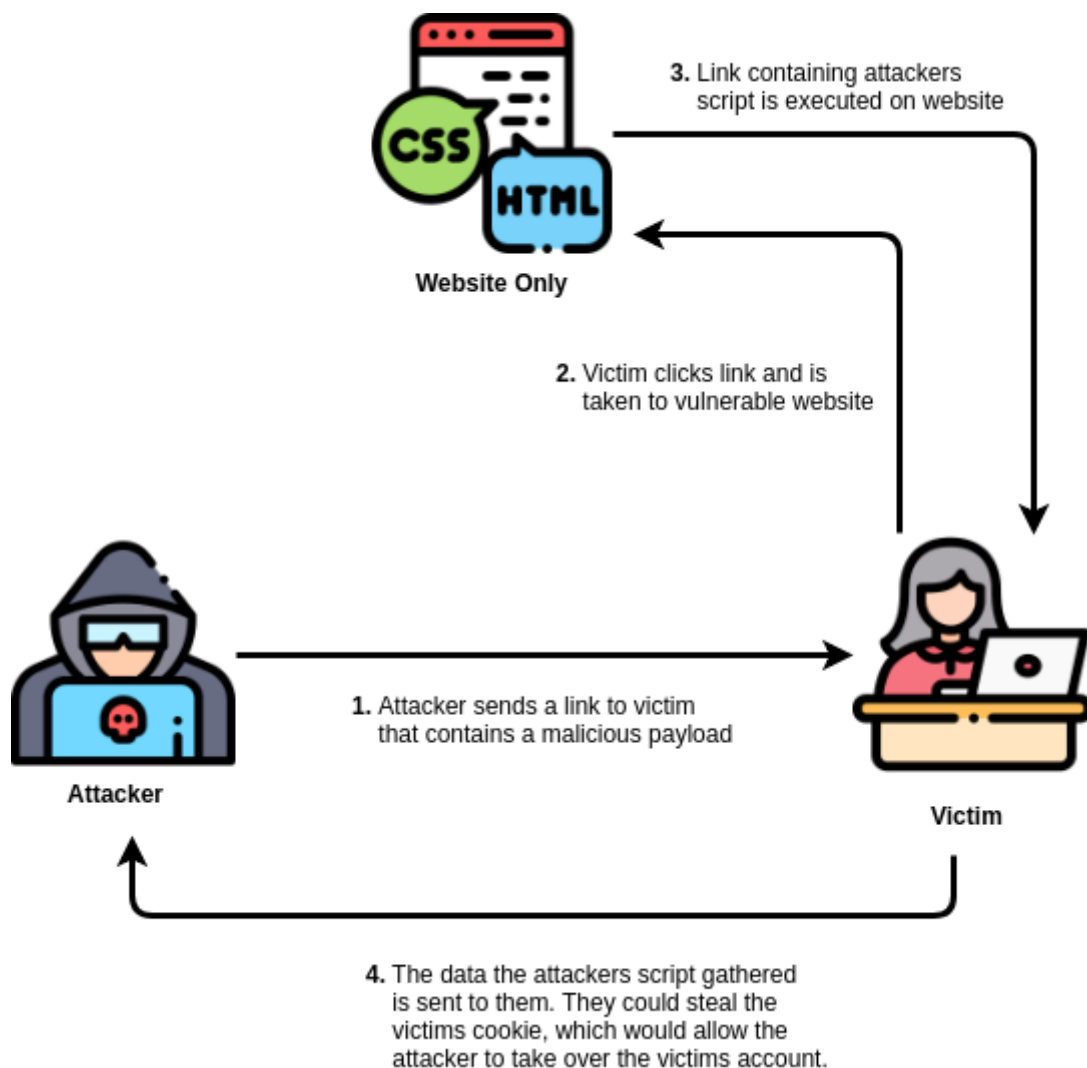 CSS
HTML
Website Only
3. Link containing attackers
script is executed on website
2. Victim clicks link and is
taken to vulnerable website
1. Attacker sends a link to victim
that contains a malicious payload
Attacker
Victim
4. The data the attackers script gathered
is sent to them. They could steal the
victims cookie, which would allow the
attacker to take over the victims account.